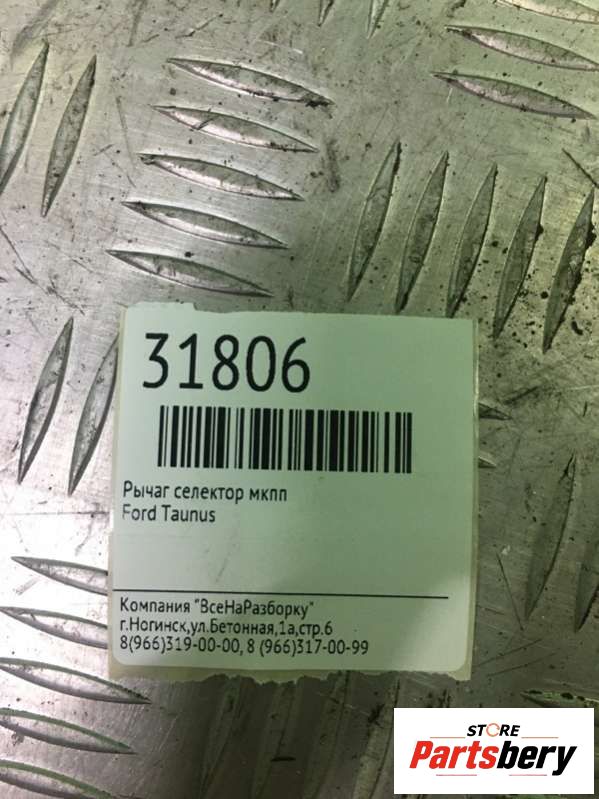 31806
Рычаг селектор мкпп
Ford Taunus
Компания "ВсеНаРазборку"
г.Ногинск,ул.Бетонная,1а,стр.6
8(966)319-00-00, 8 (966)317-00-99
STORE
Partsbery